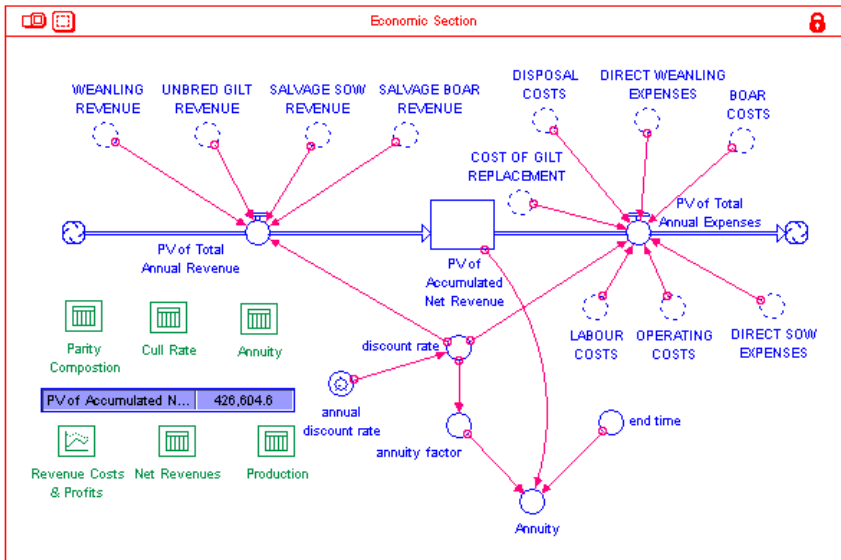 Economic Section
WEANLING
REVENUE
UNBRED GILT
REVENUE
SALVAGE SOW
REVENUE
SALVAGE BOAR
REVENUE
DISPOSAL
COSTS
DIRECT WEANLING
EXPENSES
BOAR
COSTS
COST OF GILT
REPLACEMENT
PV of Total
Annual Expenses
PV of Total
Annual Revenue
PV of
Accumulated
Net Revenue
LABOUR
COSTS
OPERATING
COSTS
DIRECT SOW
EXPENSES
discount rate
Parity
Compostion
Cull Rate
Annuity
PV of Accumulated N... 426,604.6
annual
discount rate
annuity factor
end time
Revenue Costs
& Profits
Net Revenues
Production
Annuity